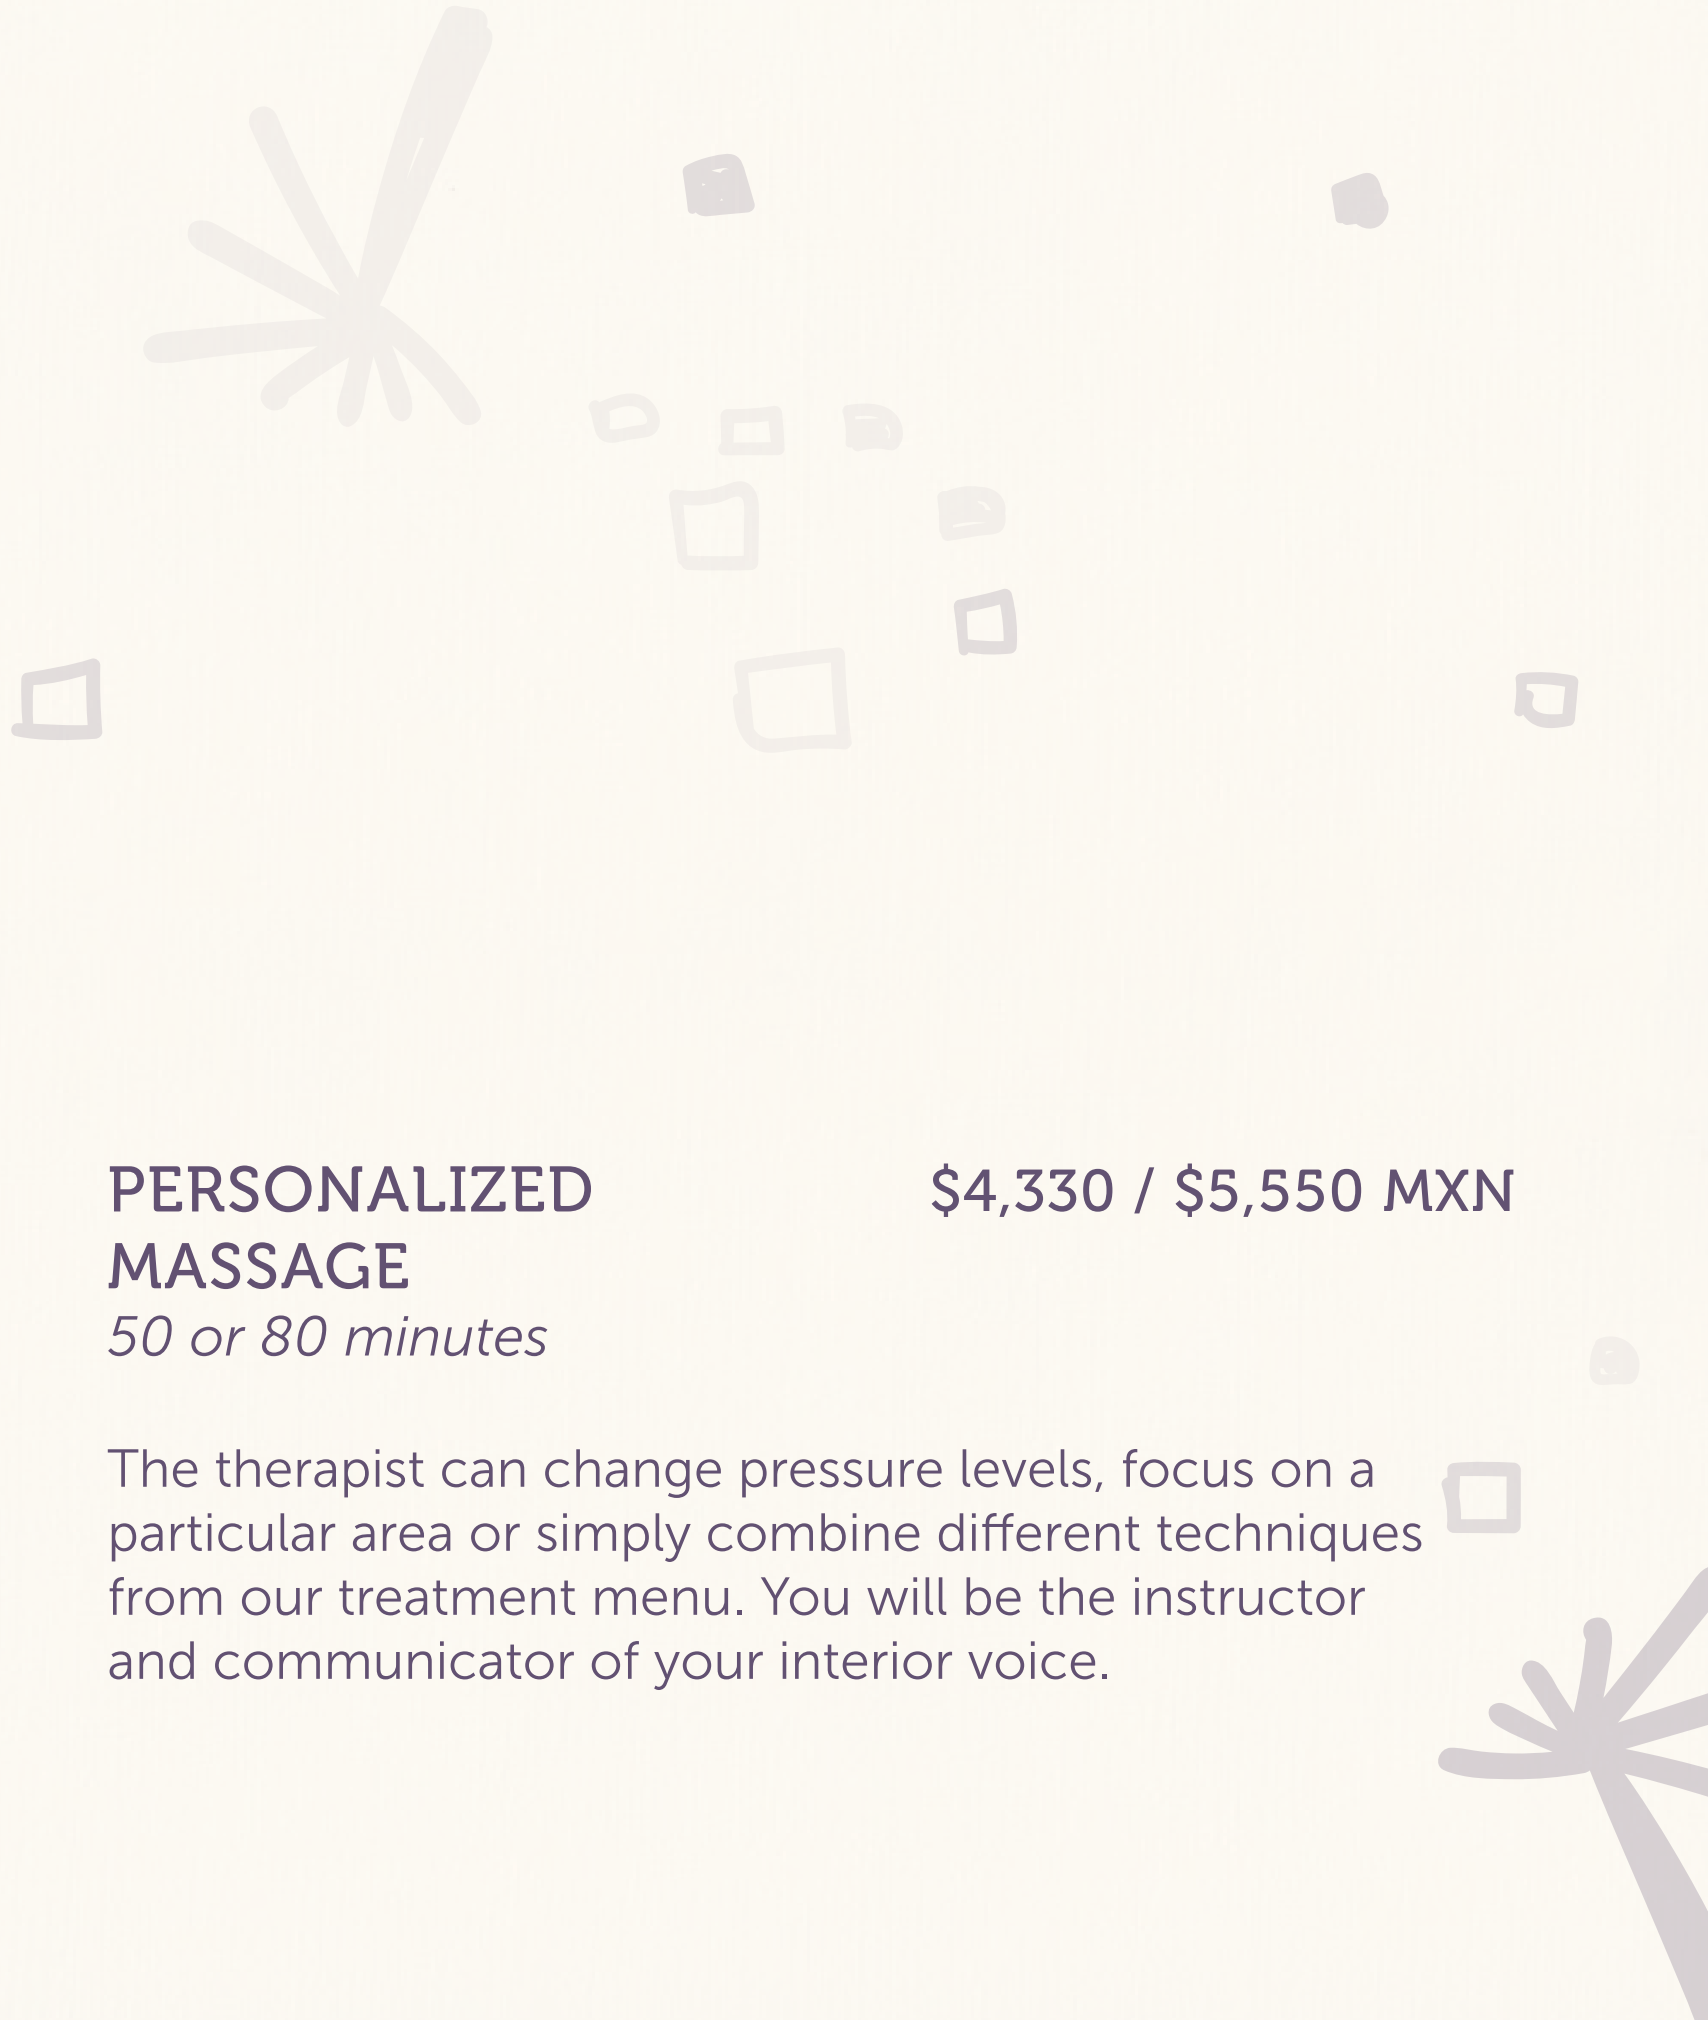 PERSONALIZED
MASSAGE
$4,330 / $5,550 MXN
50 or 80 minutes
The therapist can change pressure levels, focus on a
particular area or simply combine different techniques
from our treatment menu. You will be the instructor
and communicator of your interior voice.